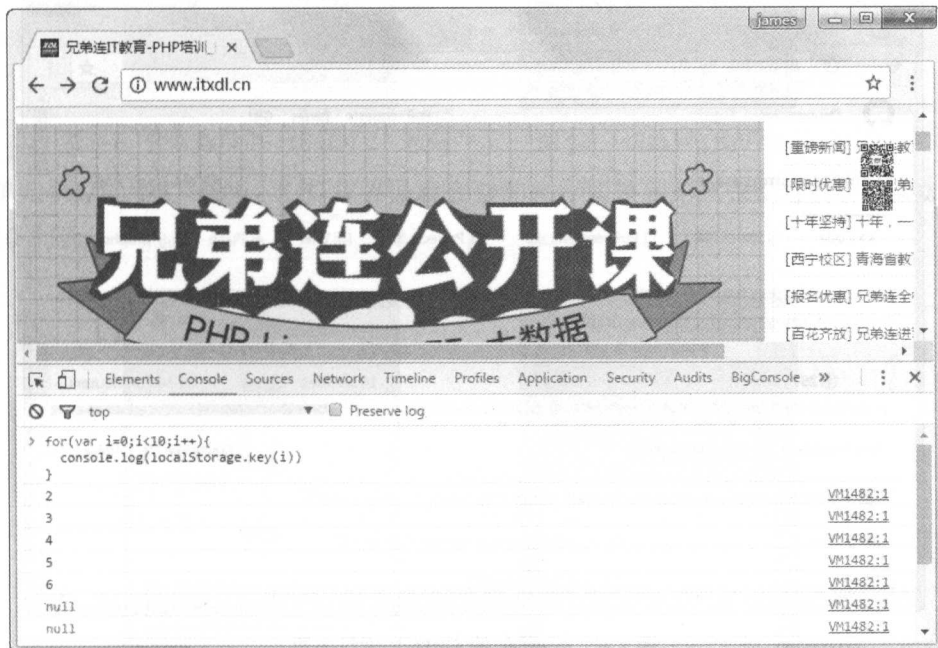 james
兄弟连IT教育-PHP培训
www.itxdl.cn
兄弟连公开课
[重磅新闻]
[限时优惠]
[十年坚持] 十年，一
[西宁校区] 青海省教
[报名优惠] 兄弟连全
[百花齐放] 兄弟连进
PHP
大数据
Elements Console Sources Network Timeline Profiles Application Security Audits BigConsole »
top Preserve log
> for(var i=0;i<10;i++){
console.log(localStorage.key(i))
}
2 VM1482:1
3 VM1482:1
4 VM1482:1
5 VM1482:1
6 VM1482:1
null VM1482:1
null VM1482:1